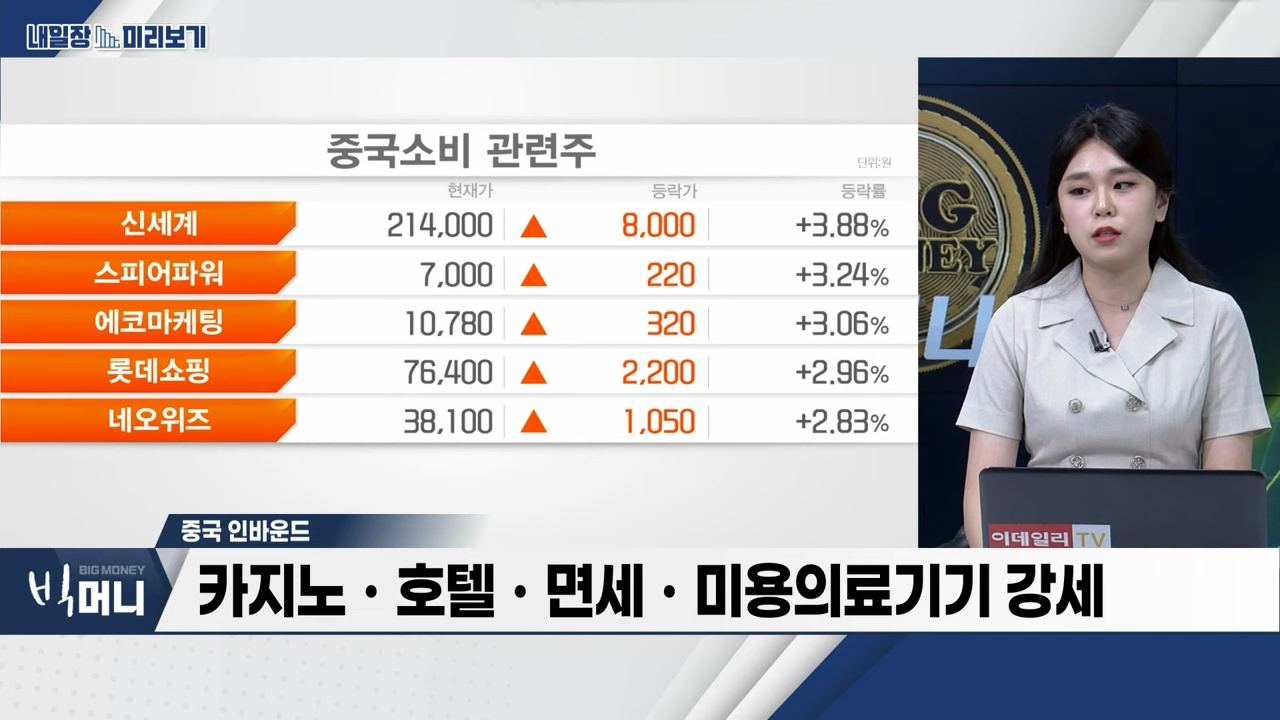 내일장 미리보기
중국소비 관련주
단위:원
현재가 등락가 등락률
신세계 214,000 ▲ 8,000 +3.88%
스피어파워 7,000 ▲ 220 +3.24%
에코마케팅 10,780 ▲ 320 +3.06%
롯데쇼핑 76,400 ▲ 2,200 +2.96%
네오위즈 38,100 ▲ 1,050 +2.83%
이데일리 TV
중국 인바운드
BIG MONEY
빅머니
카지노·호텔·면세·미용의료기기 강세